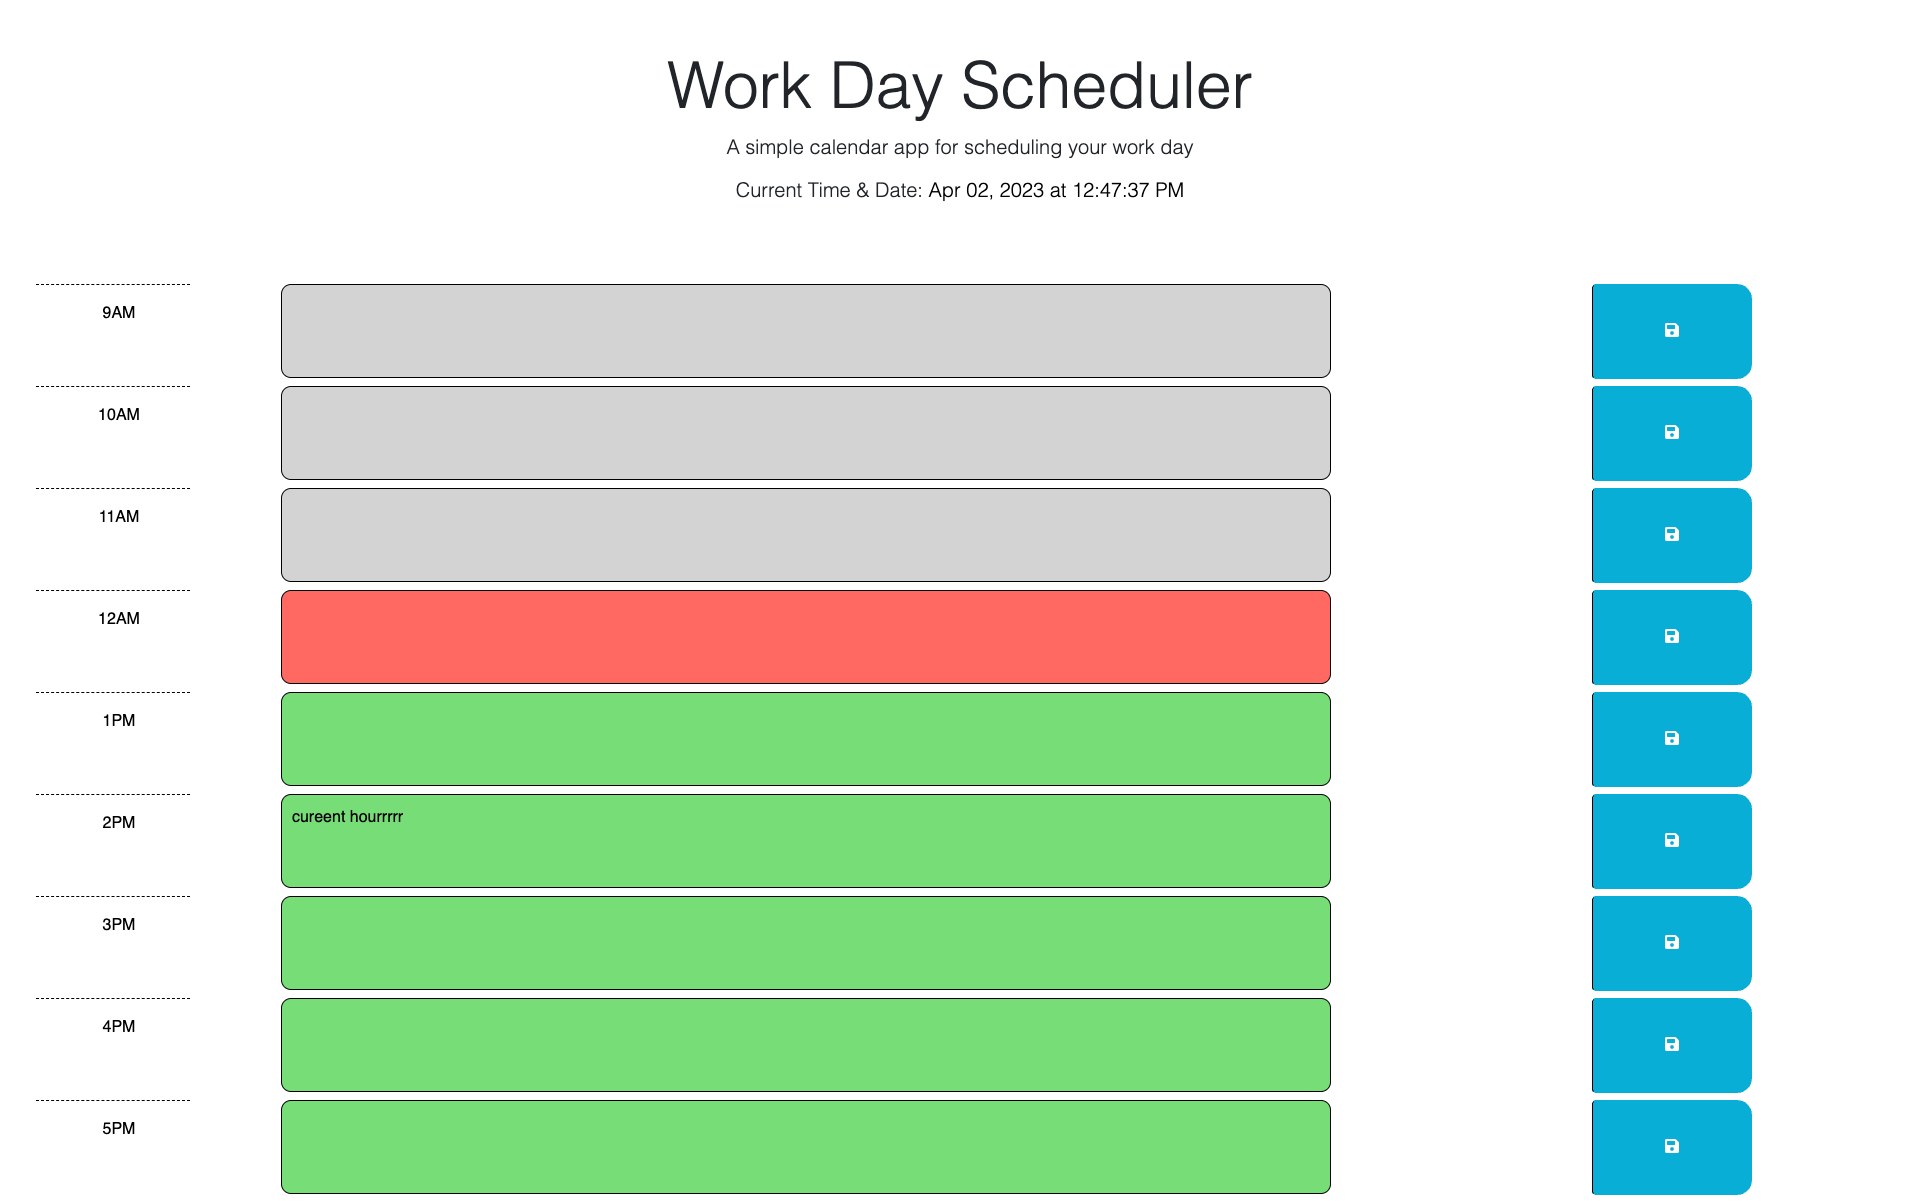 Work Day Scheduler
A simple calendar app for scheduling your work day
Current Time & Date: Apr 02, 2023 at 12:47:37 PM
9AM
10AM
11AM
12AM
1PM
2PM
cureent hourrrrr
3PM
4PM
5PM